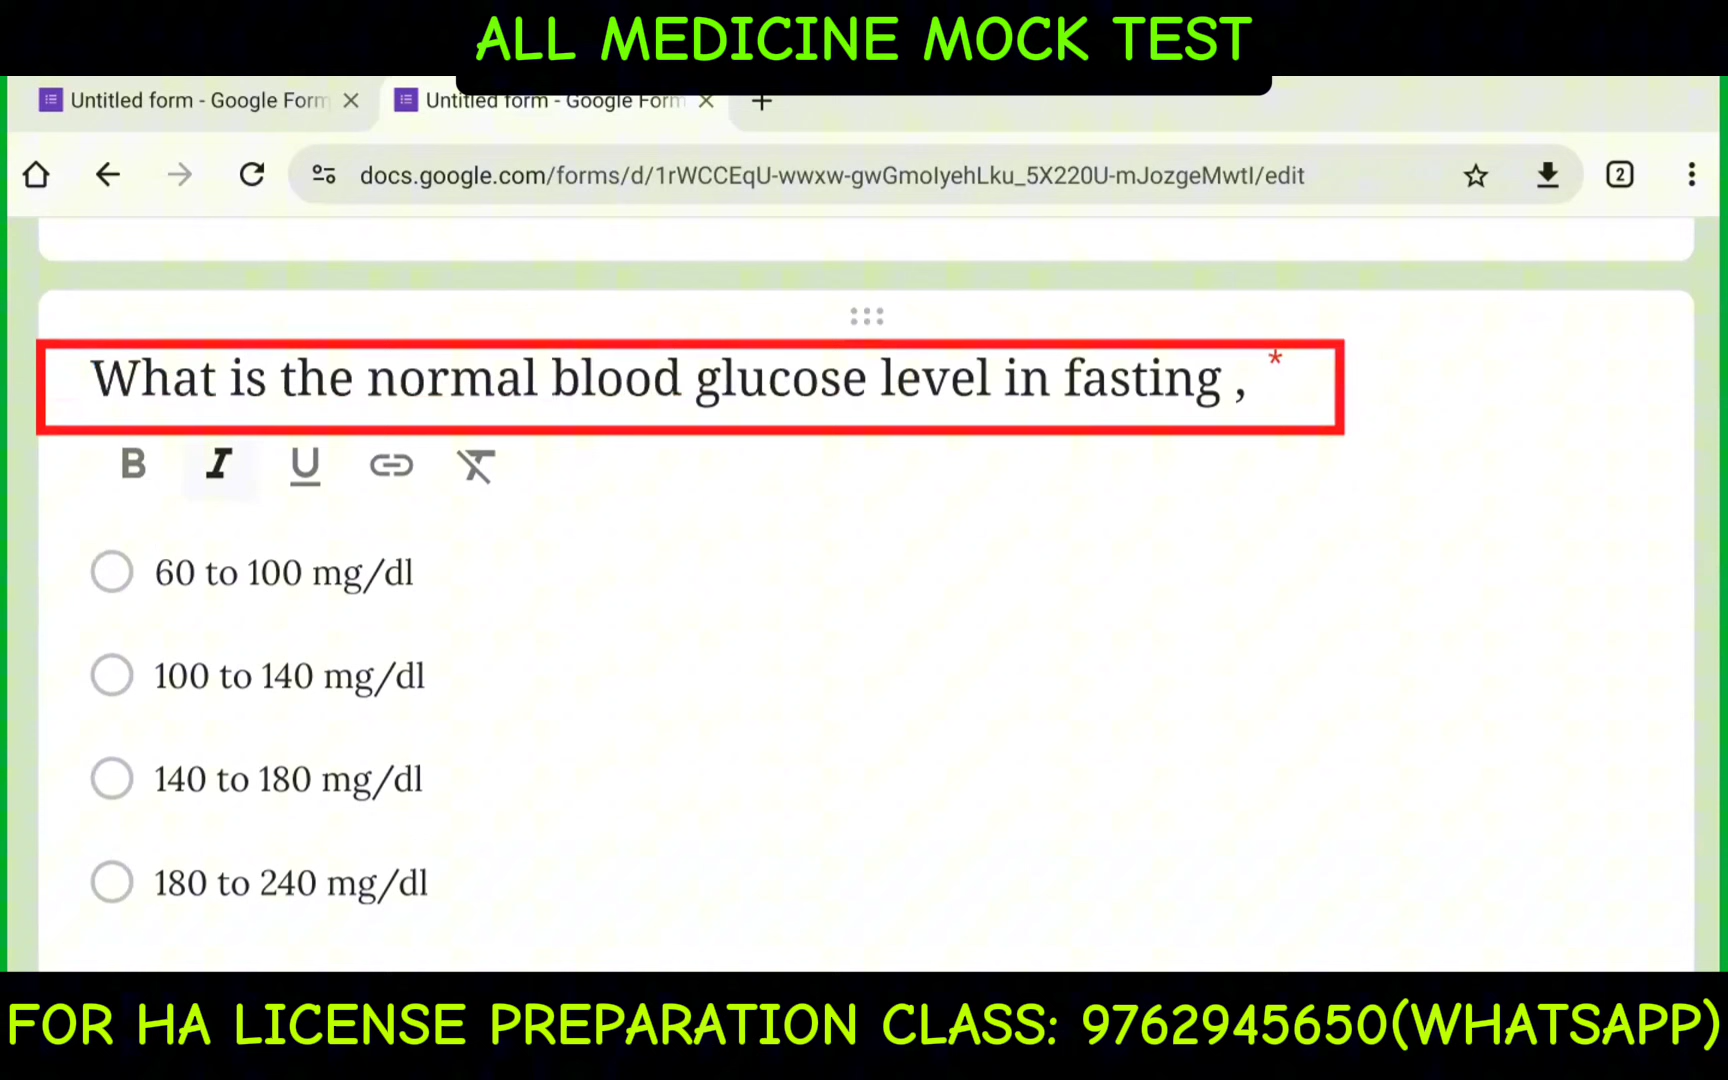 ALL MEDICINE MOCK TEST
Untitled form - Google Form
Untitled form - Google Form
docs.google.com/forms/d/1rWCCEqU-wwxw-gwGmoIyehLku_5X220U-mJozgeMwtI/edit
2
What is the normal blood glucose level in fasting , *
B I U
60 to 100 mg/dl
100 to 140 mg/dl
140 to 180 mg/dl
180 to 240 mg/dl
FOR HA LICENSE PREPARATION CLASS: 9762945650(WHATSAPP)